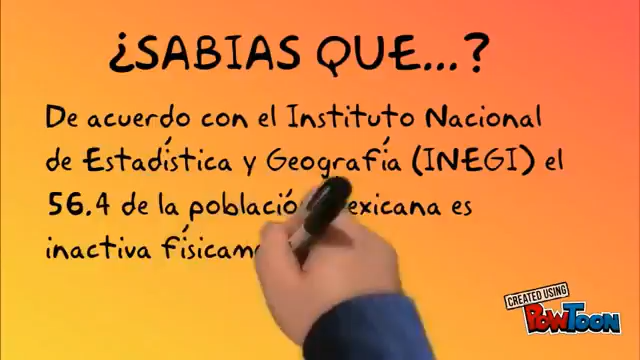 ¿SABIAS QUE...?
De acuerdo con el Instituto Nacional
de Estadística y Geografía (INEGI) el
56.4 de la población es
inactiva
CREATED USING
POWTOON